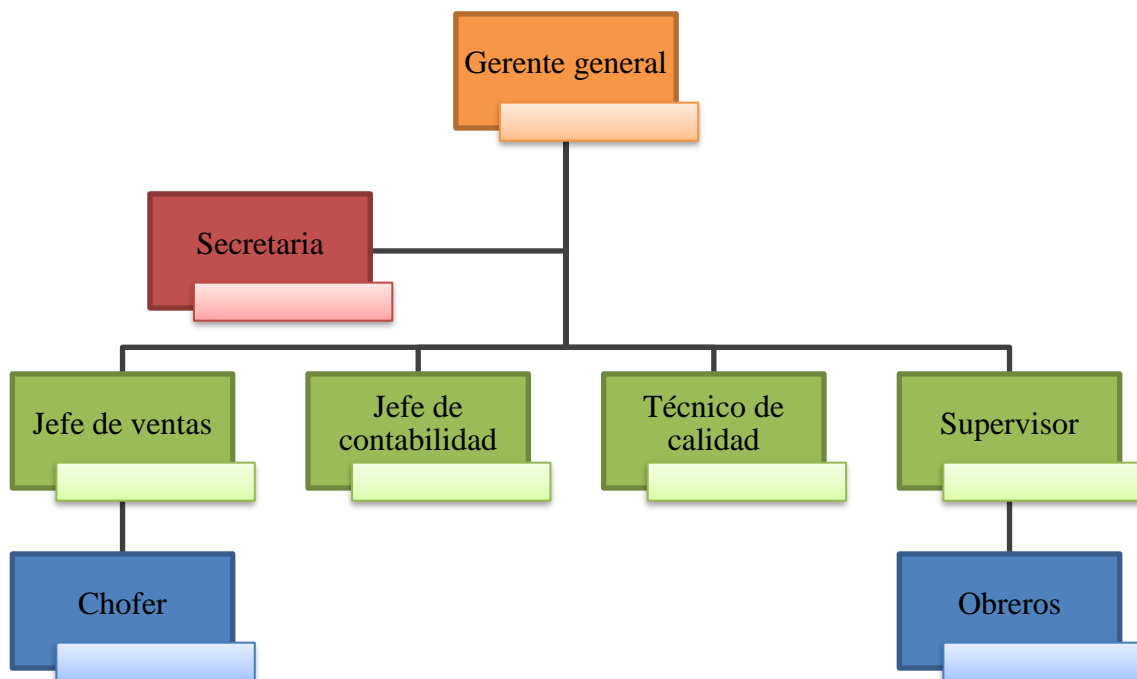 Gerente general
Secretaria
Jefe de ventas
Jefe de
contabilidad
Técnico de
calidad
Supervisor
Chofer
Obreros